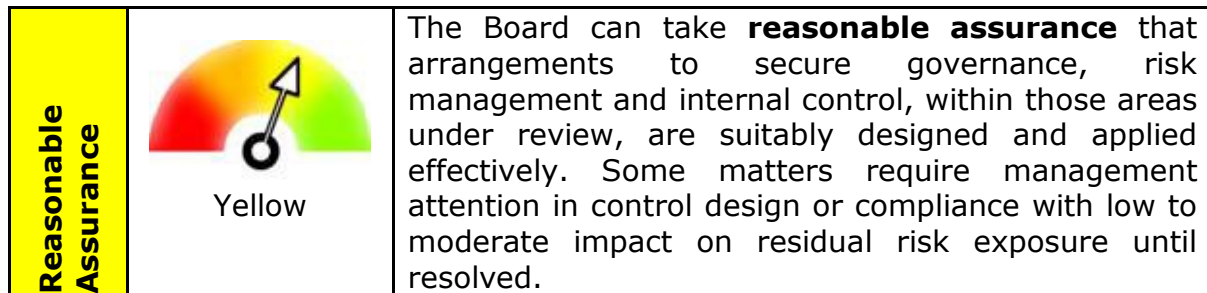 Reasonable
Assurance
Yellow
The Board can take reasonable assurance that
arrangements to secure governance, risk
management and internal control, within those areas
under review, are suitably designed and applied
effectively. Some matters require management
attention in control design or compliance with low to
moderate impact on residual risk exposure until
resolved.